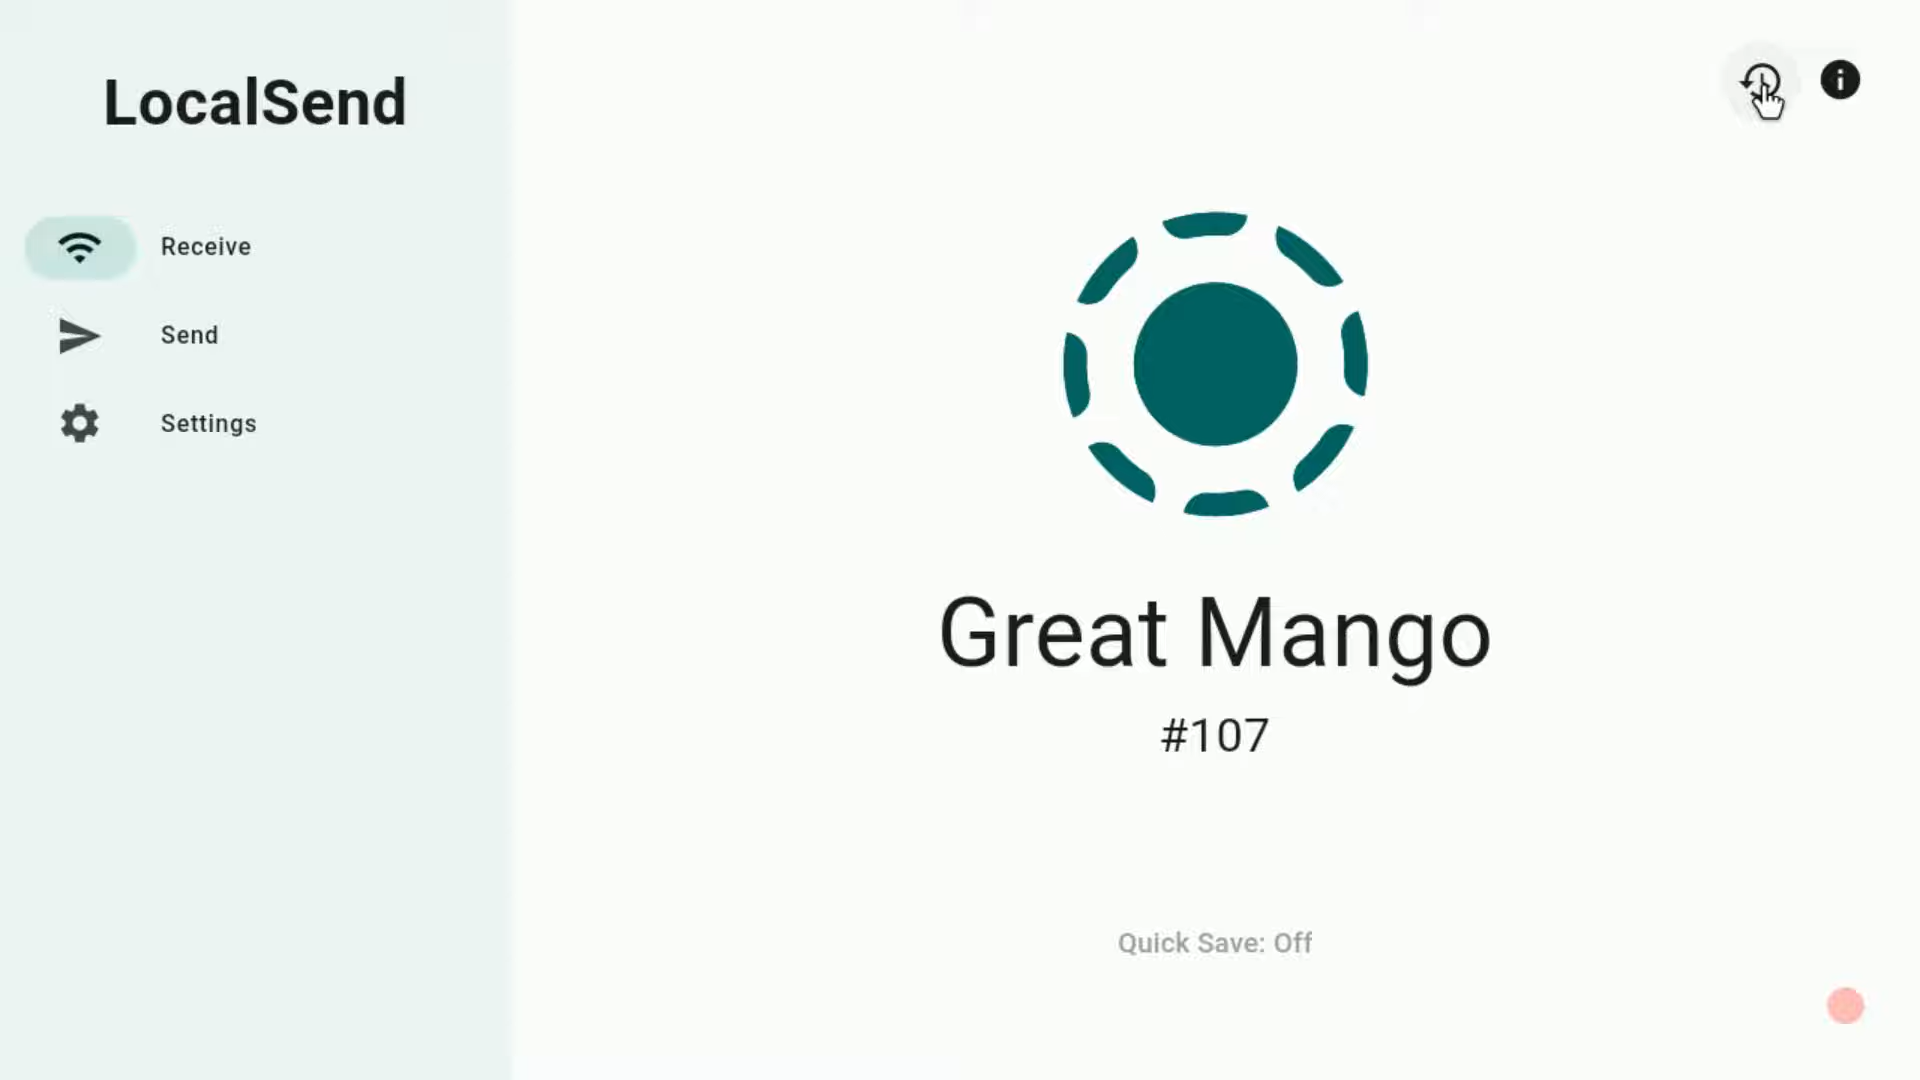 LocalSend
Receive
Send
Settings
Great Mango
#107
Quick Save: Off